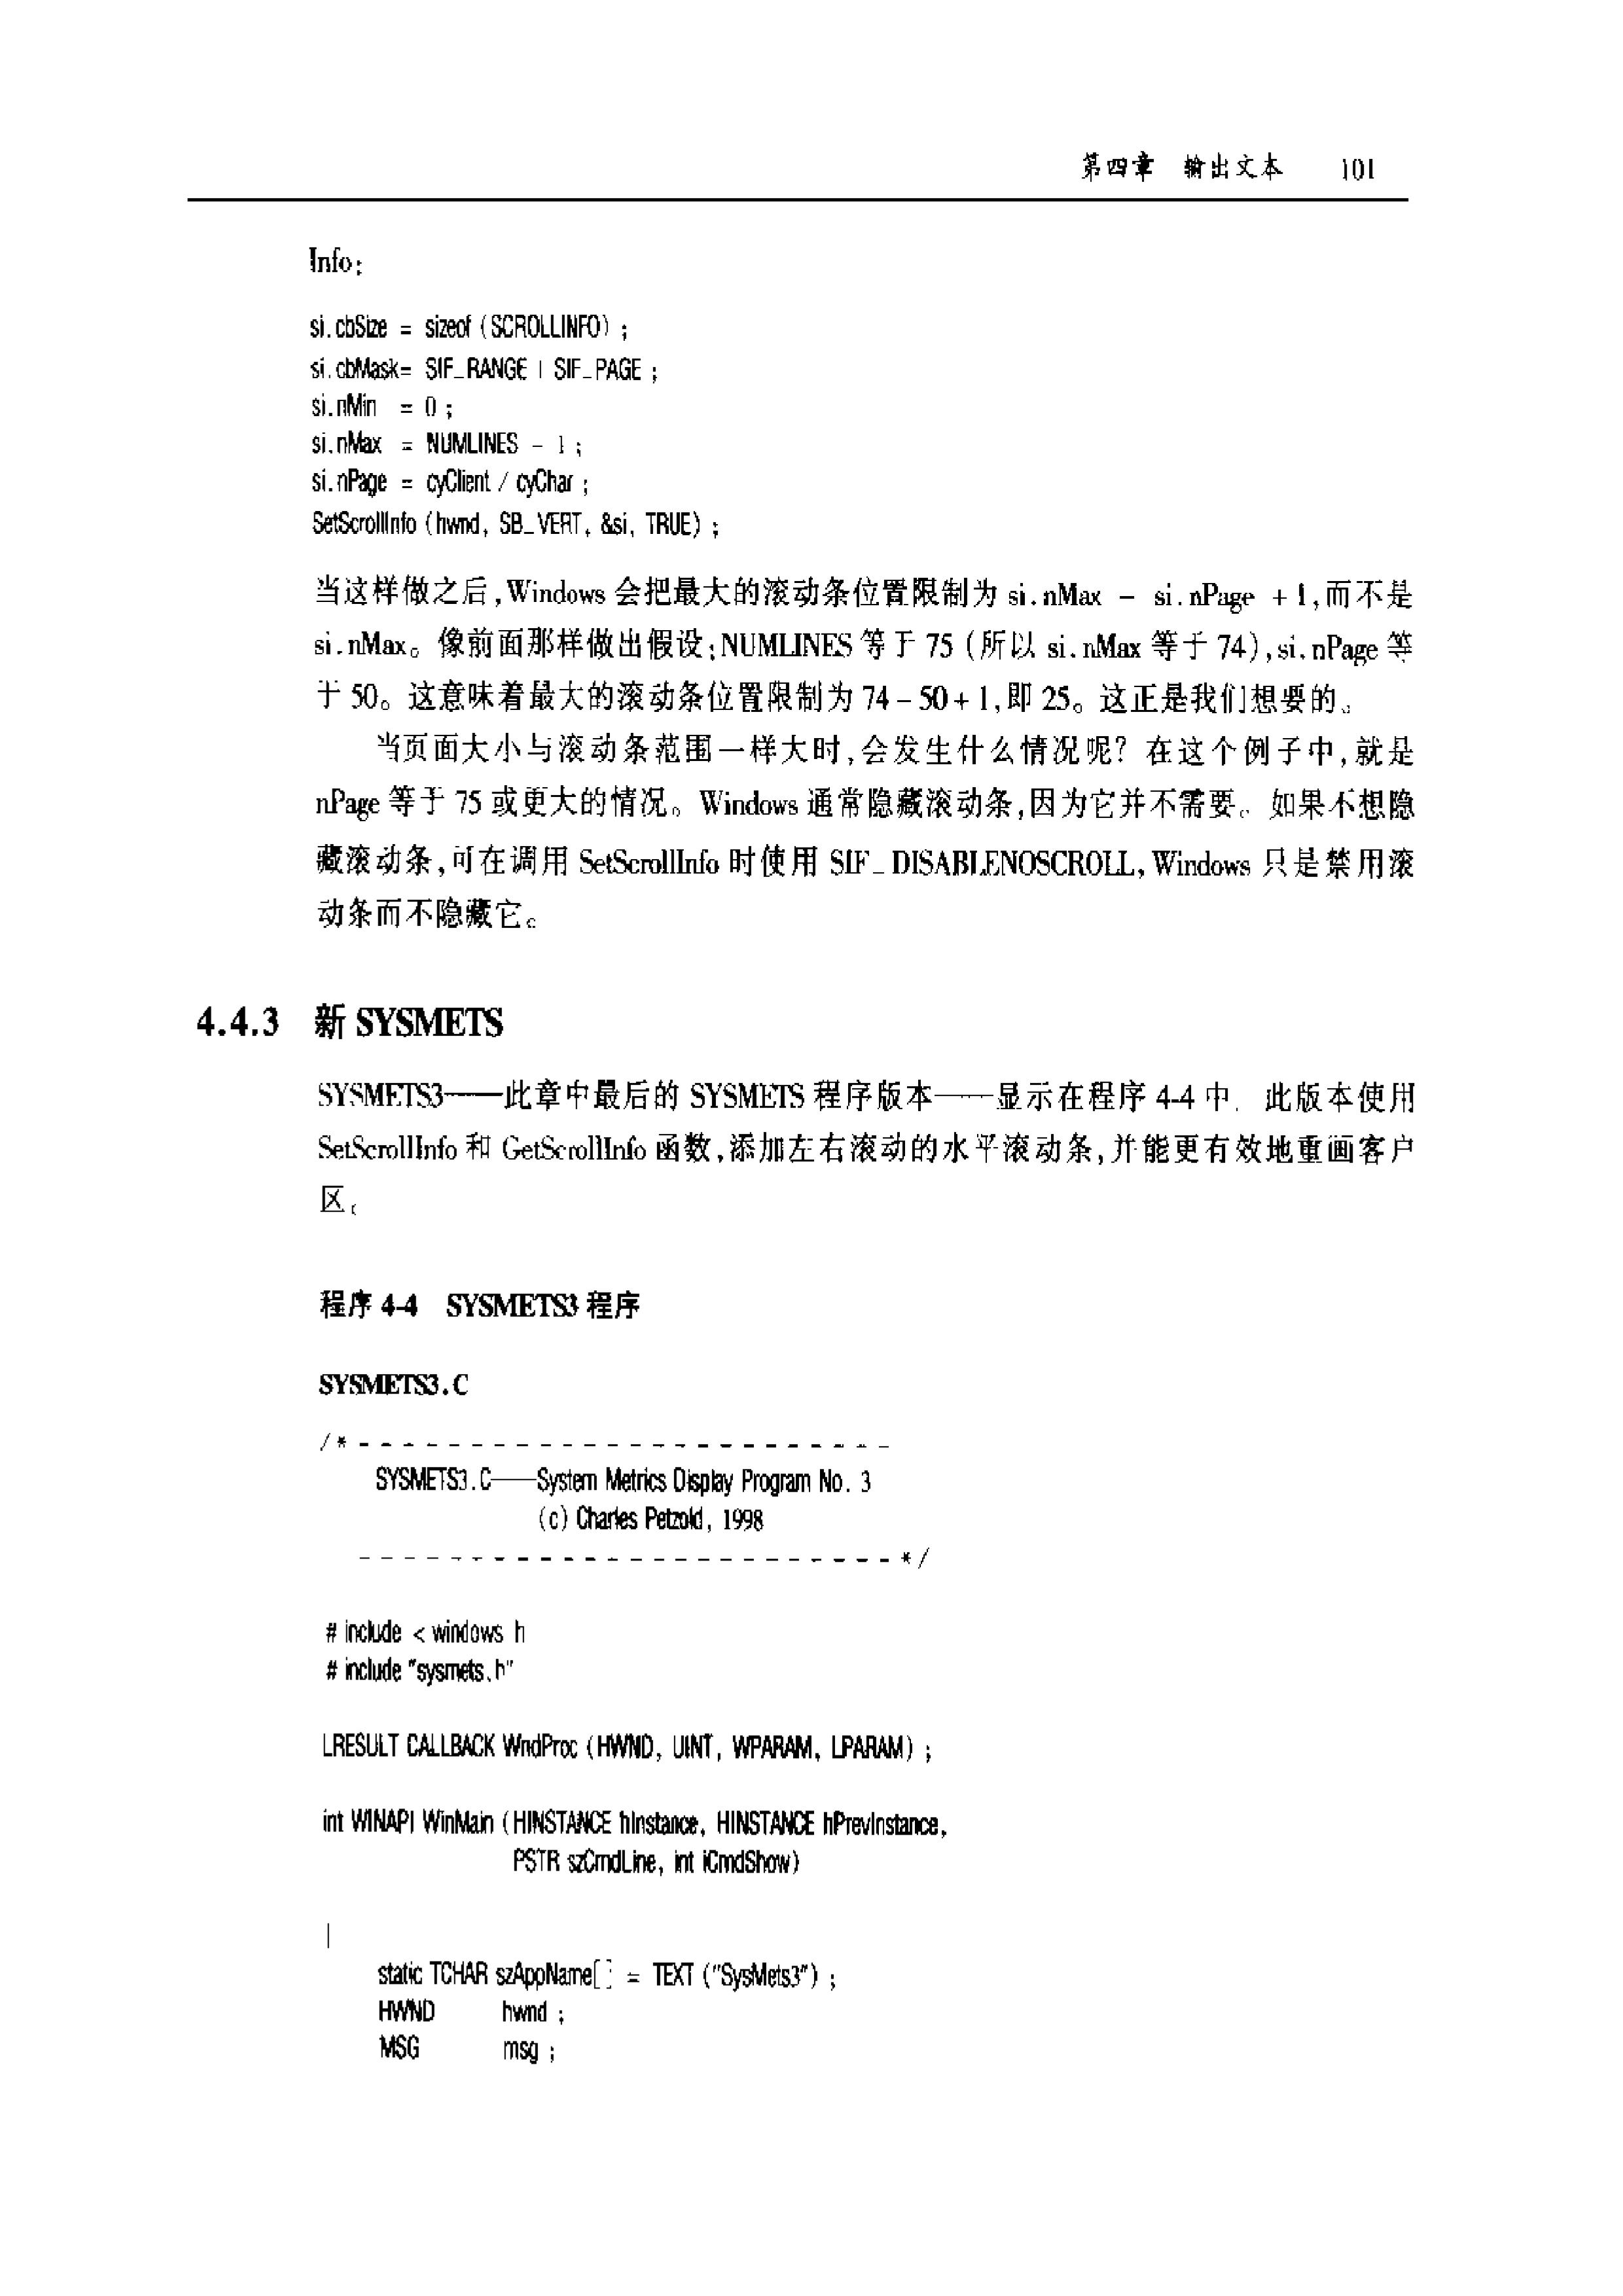 第四章 输出文本 101
Info:
si.cbSize = sizeof (SCROLLINFO) ;
si.cbMask= SIF_RANGE | SIF_PAGE ;
si.nMin = 0 ;
si.nMax = NUMLINES - 1 ;
si.nPage = cyClient / cyChar ;
SetScrollInfo (hwnd, SB_VERT, &si, TRUE) ;
当这样做之后,Windows 会把最大的滚动条位置限制为 si.nMax - si.nPage + 1,而不是
si.nMax。像前面那样做出假设:NUMLINES 等于 75 (所以 si.nMax 等于 74),si.nPage 等
于 50。这意味着最大的滚动条位置限制为 74 - 50 + 1,即 25。这正是我们想要的。
当页面大小与滚动条范围一样大时,会发生什么情况呢? 在这个例子中,就是
nPage 等于 75 或更大的情况。Windows 通常隐藏滚动条,因为它并不需要。如果不想隐
藏滚动条,可在调用 SetScrollInfo 时使用 SIF_DISABLENOSCROLL, Windows 只是禁用滚
动条而不隐藏它。
4.4.3 新 SYSMETS
SYSMETS3——此章中最后的 SYSMETS 程序版本——显示在程序 4-4 中. 此版本使用
SetScrollInfo 和 GetScrollInfo 函数,添加左右滚动的水平滚动条,并能更有效地重画客户
区。
程序 4-4 SYSMETS3 程序
SYSMETS3.C
/* - - - - - - - - - - - - - - - - - - - - - - - -
SYSMETS3.C——System Metrics Display Program No. 3
(c) Charles Petzold, 1998
- - - - - - - - - - - - - - - - - - - - - - - - */
# include < windows h
# include "sysmets.h"
LRESULT CALLBACK WndProc (HWND, UINT, WPARAM, LPARAM) ;
int WINAPI WinMain (HINSTANCE hInstance, HINSTANCE hPrevInstance,
PSTR szCmdLine, int iCmdShow)
|
static TCHAR szAppName[] = TEXT ("SysMets3") ;
HWND hwnd ;
MSG msg ;